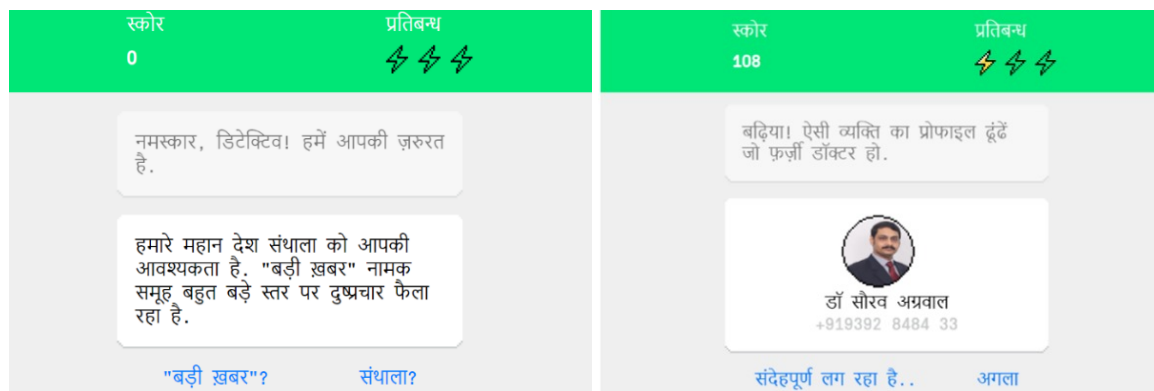 स्कोर प्रतिबन्ध
0
नमस्कार, डिटेक्टिव! हमें आपकी ज़रुरत
है.
हमारे महान देश संथाला को आपकी
आवश्यकता है. "बड़ी ख़बर" नामक
समूह बहुत बड़े स्तर पर दुष्प्रचार फैला
रहा है.
"बड़ी ख़बर"? संथाला?
स्कोर प्रतिबन्ध
108
बढ़िया! ऐसी व्यक्ति का प्रोफाइल ढूंढें
जो फ़र्ज़ी डॉक्टर हो.
डॉ सौरव अग्रवाल
+919392 8484 33
संदेहपूर्ण लग रहा है.. अगला